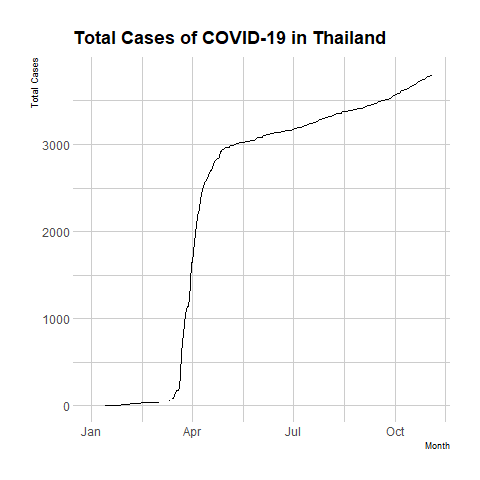 Total Cases of COVID-19 in Thailand
Total Cases
3000
2000
1000
0
Jan Apr Jul Oct
Month